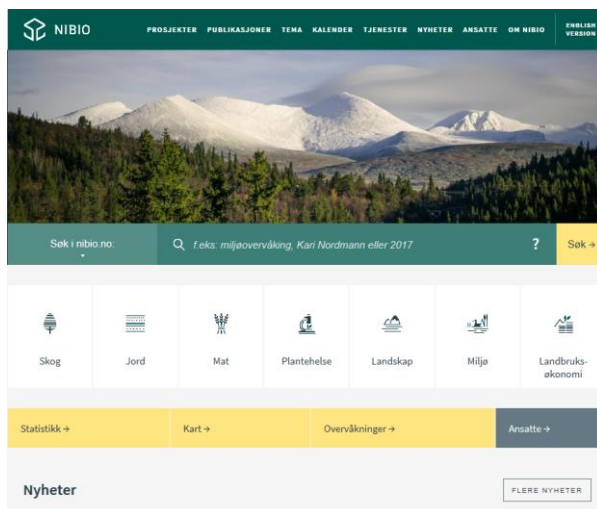 NIBIO
PROSJEKTER PUBLIKASJONER TEMA KALENDER TJENESTER NYHETER ANSATTE OM NIBIO ENGLISH
VERSION
Søk i nibio.no:
f.eks: miljøovervåking, Kari Nordmann eller 2017
? Søk →
Skog Jord Mat Plantehelse Landskap Miljø Landbruks-
økonomi
Statistikk → Kart → Overvåkninger → Ansatte →
Nyheter
FLERE NYHETER